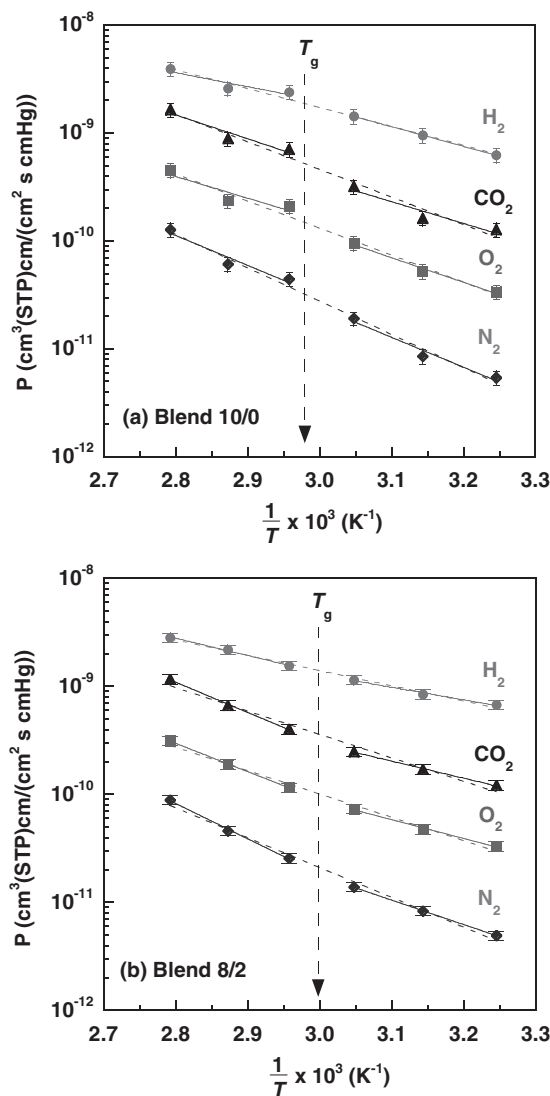 10⁻⁸
T_g
10⁻⁹
H₂
CO₂
10⁻¹⁰
O₂
N₂
10⁻¹¹
P (cm³(STP)cm/(cm² s cmHg))
(a) Blend 10/0
10⁻¹²
2.7 2.8 2.9 3.0 3.1 3.2 3.3
1/T x 10³ (K⁻¹)
10⁻⁸
T_g
H₂
10⁻⁹
CO₂
10⁻¹⁰
O₂
10⁻¹¹
N₂
P (cm³(STP)cm/(cm² s cmHg))
(b) Blend 8/2
10⁻¹²
2.7 2.8 2.9 3.0 3.1 3.2 3.3
1/T x 10³ (K⁻¹)